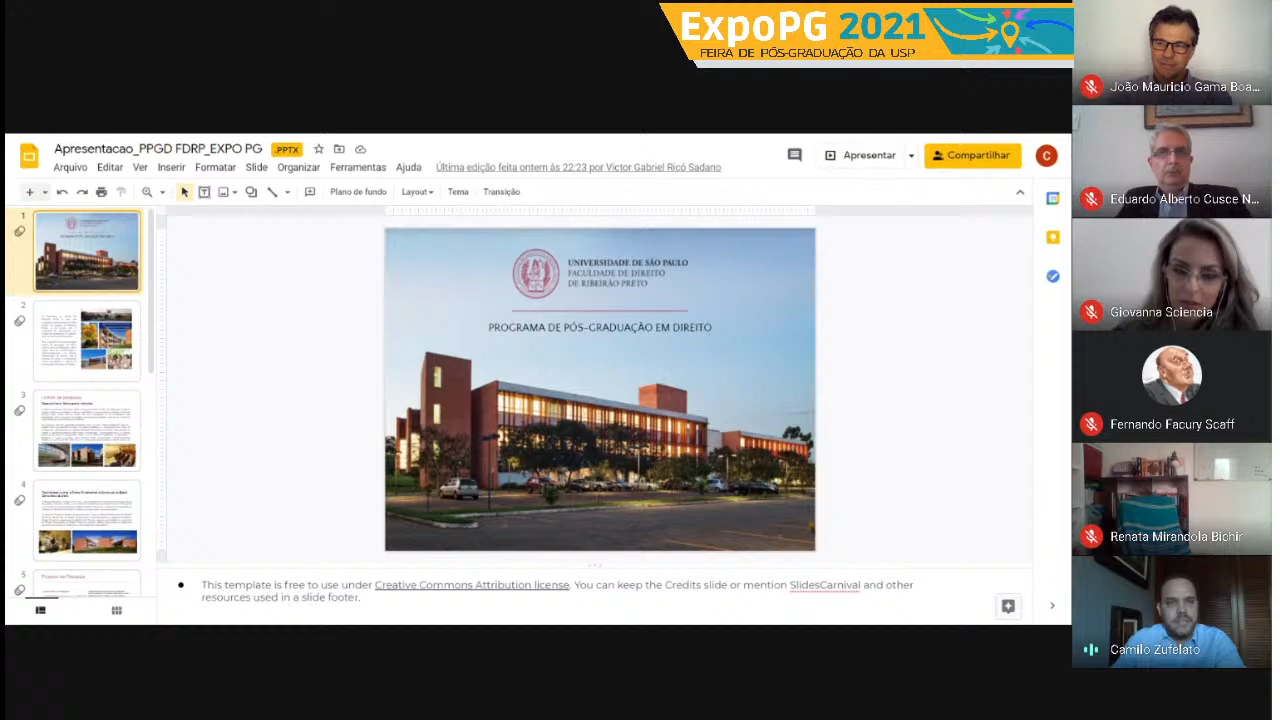 ExpoPG 2021
FEIRA DE PÓS-GRADUAÇÃO DA USP
João Mauricio Gama Boa...
Eduardo Alberto Cusce N...
Giovanna Sciencia
Fernando Facury Scaff
Renata Mirandola Bichir
Camilo Zufelato
Apresentacao_PPGD FDRP_EXPO PG .PPTX
Arquivo Editar Ver Inserir Formatar Slide Organizar Ferramentas Ajuda Última edição feita ontem às 22:23 por Victor Gabriel Ricó Sadano
Apresentar Compartilhar C
Plano de fundo Layout Tema Transição
1
2
3
4
5
UNIVERSIDADE DE SÃO PAULO
FACULDADE DE DIREITO
DE RIBEIRÃO PRETO
PROGRAMA DE PÓS-GRADUAÇÃO EM DIREITO
This template is free to use under Creative Commons Attribution license. You can keep the Credits slide or mention SlidesCarnival and other
resources used in a slide footer.